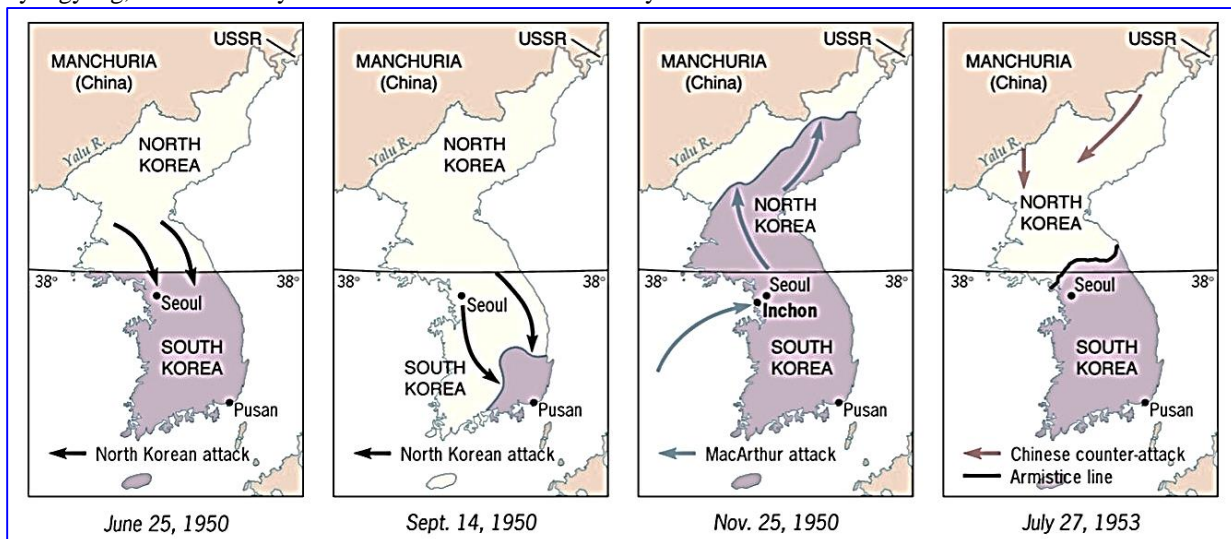 USSR
MANCHURIA
(China)
Yalu R.
NORTH
KOREA
38°
38°
Seoul
SOUTH
KOREA
Pusan
North Korean attack
June 25, 1950
USSR
MANCHURIA
(China)
Yalu R.
NORTH
KOREA
38°
38°
Seoul
SOUTH
KOREA
Pusan
North Korean attack
Sept. 14, 1950
USSR
MANCHURIA
(China)
Yalu R.
NORTH
KOREA
38°
38°
Seoul
Inchon
SOUTH
KOREA
Pusan
MacArthur attack
Nov. 25, 1950
USSR
MANCHURIA
(China)
Yalu R.
NORTH
KOREA
38°
38°
Seoul
SOUTH
KOREA
Pusan
Chinese counter-attack
Armistice line
July 27, 1953